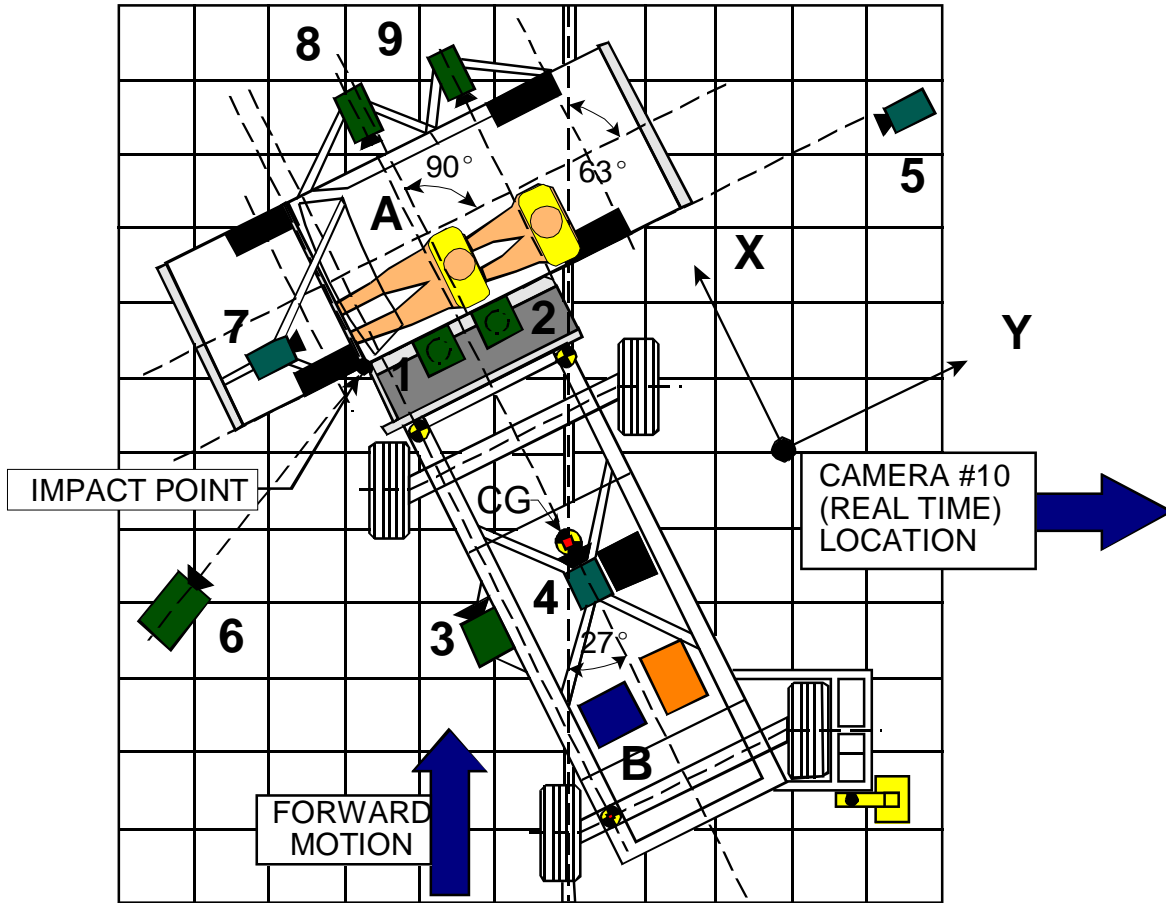 8
9
90°
63°
5
A
X
7
2
Y
1
IMPACT POINT
CG
CAMERA #10
(REAL TIME)
LOCATION
4
6
3
27°
B
FORWARD
MOTION